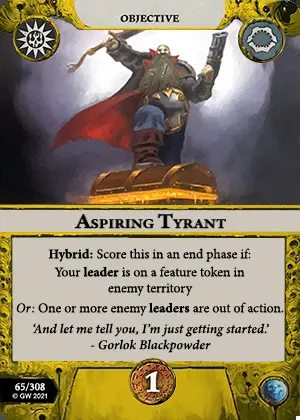 OBJECTIVE
Aspiring Tyrant
Hybrid: Score this in an end phase if:
Your leader is on a feature token in
enemy territory
Or: One or more enemy leaders are out of action.
‘And let me tell you, I’m just getting started.’
- Gorlok Blackpowder
65/308
© GW 2021
1